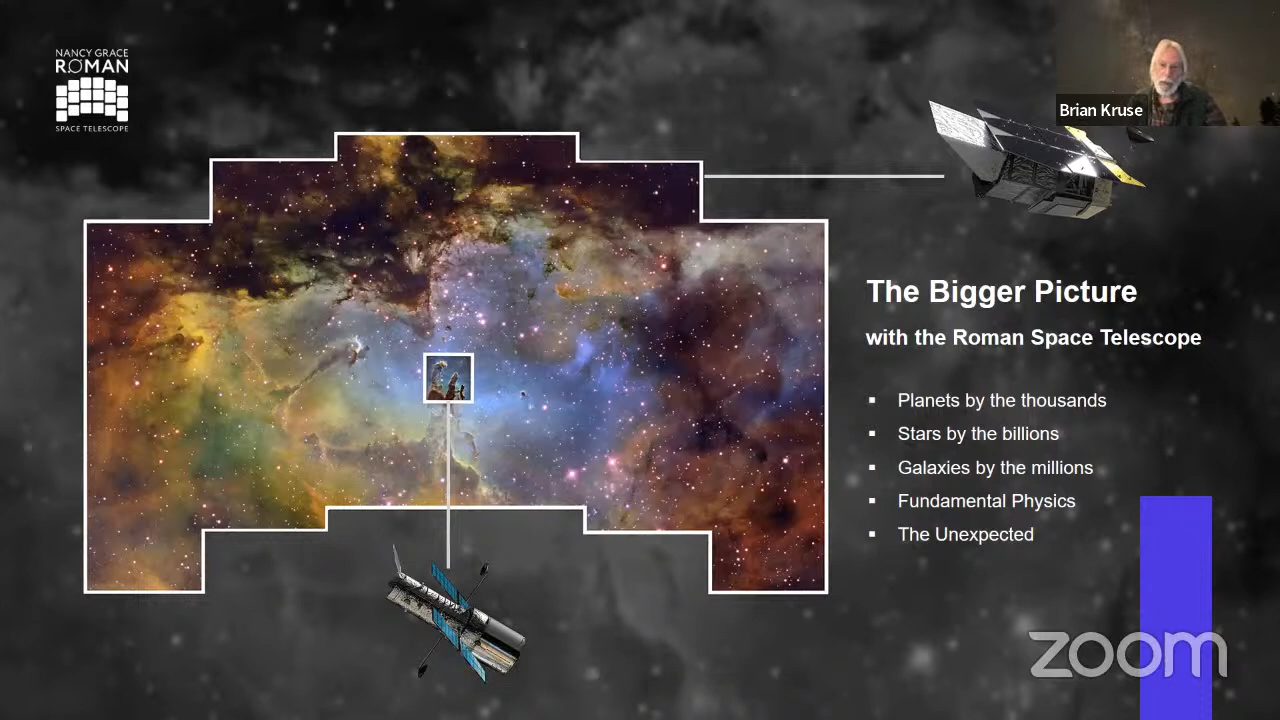 NANCY GRACE
ROMAN
SPACE TELESCOPE
Brian Kruse
The Bigger Picture
with the Roman Space Telescope
Planets by the thousands
Stars by the billions
Galaxies by the millions
Fundamental Physics
The Unexpected
zoom